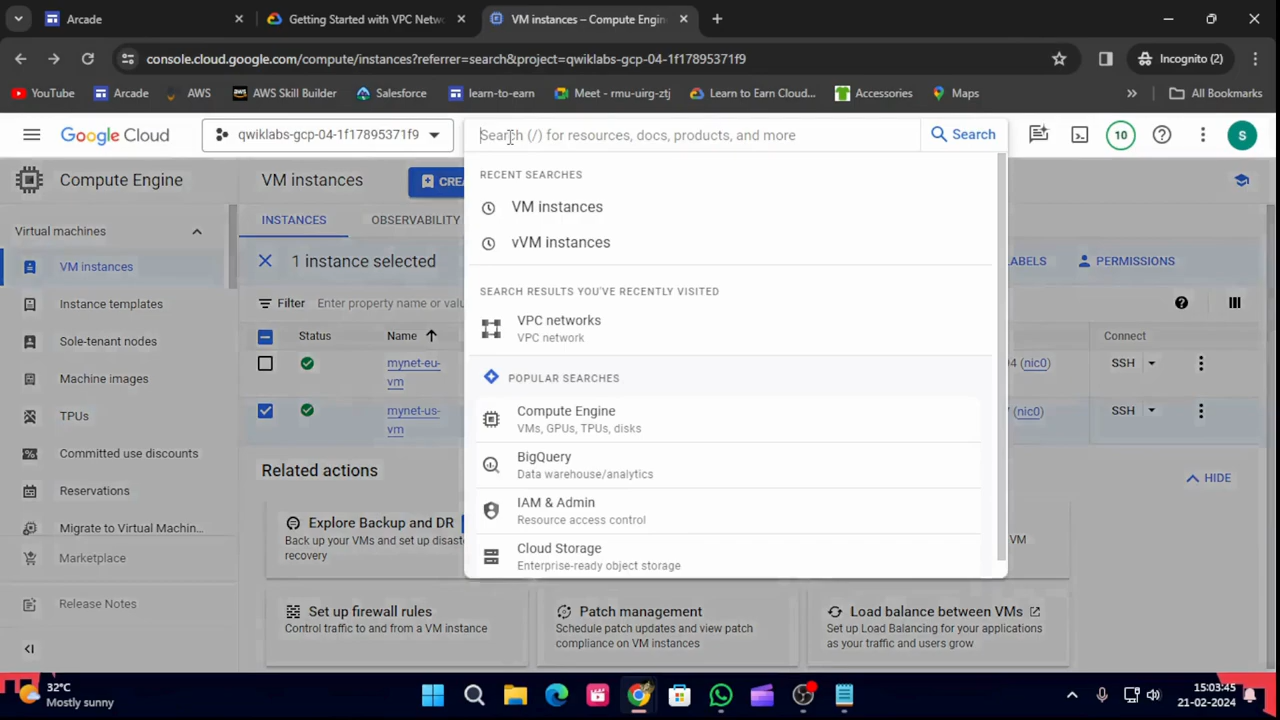 Arcade
Getting Started with VPC Netw
VM instances – Compute Engin
console.cloud.google.com/compute/instances?referrer=search&project=qwiklabs-gcp-04-1f17895371f9
Incognito (2)
YouTube
Arcade
AWS
AWS Skill Builder
Salesforce
learn-to-earn
Meet - rmu-uirg-ztj
Learn to Earn Cloud...
Accessories
Maps
All Bookmarks
Google Cloud
qwiklabs-gcp-04-1f17895371f9
Search (/) for resources, docs, products, and more
Search
10
S
Compute Engine
VM instances
CREA
RECENT SEARCHES
VM instances
vVM instances
SEARCH RESULTS YOU'VE RECENTLY VISITED
VPC networks
VPC network
POPULAR SEARCHES
Compute Engine
VMs, GPUs, TPUs, disks
BigQuery
Data warehouse/analytics
IAM & Admin
Resource access control
Cloud Storage
Enterprise-ready object storage
Virtual machines
VM instances
Instance templates
Sole-tenant nodes
Machine images
TPUs
Committed use discounts
Reservations
Migrate to Virtual Machin...
Marketplace
Release Notes
INSTANCES
OBSERVABILITY
1 instance selected
LABELS
PERMISSIONS
Filter
Enter property name or valu
Status
Name
Connect
mynet-eu-
vm
04 (nic0)
SSH
mynet-us-
vm
(nic0)
SSH
Related actions
HIDE
Explore Backup and DR
Back up your VMs and set up disast
recovery
VM
Set up firewall rules
Control traffic to and from a VM instance
Patch management
Schedule patch updates and view patch
compliance on VM instances
Load balance between VMs
Set up Load Balancing for your applications
as your traffic and users grow
32°C
Mostly sunny
15:03:45
21-02-2024